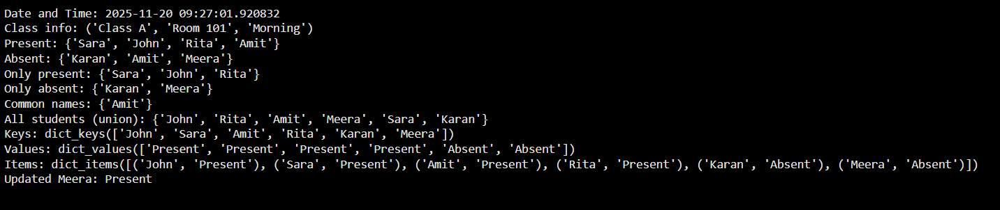 Date and Time: 2025-11-20 09:27:01.920832
Class info: ('Class A', 'Room 101', 'Morning')
Present: {'Sara', 'John', 'Rita', 'Amit'}
Absent: {'Karan', 'Amit', 'Meera'}
Only present: {'Sara', 'John', 'Rita'}
Only absent: {'Karan', 'Meera'}
Common names: {'Amit'}
All students (union): {'John', 'Rita', 'Amit', 'Meera', 'Sara', 'Karan'}
Keys: dict_keys(['John', 'Sara', 'Amit', 'Rita', 'Karan', 'Meera'])
Values: dict_values(['Present', 'Present', 'Present', 'Present', 'Absent', 'Absent'])
Items: dict_items([('John', 'Present'), ('Sara', 'Present'), ('Amit', 'Present'), ('Rita', 'Present'), ('Karan', 'Absent'), ('Meera', 'Absent')])
Updated Meera: Present